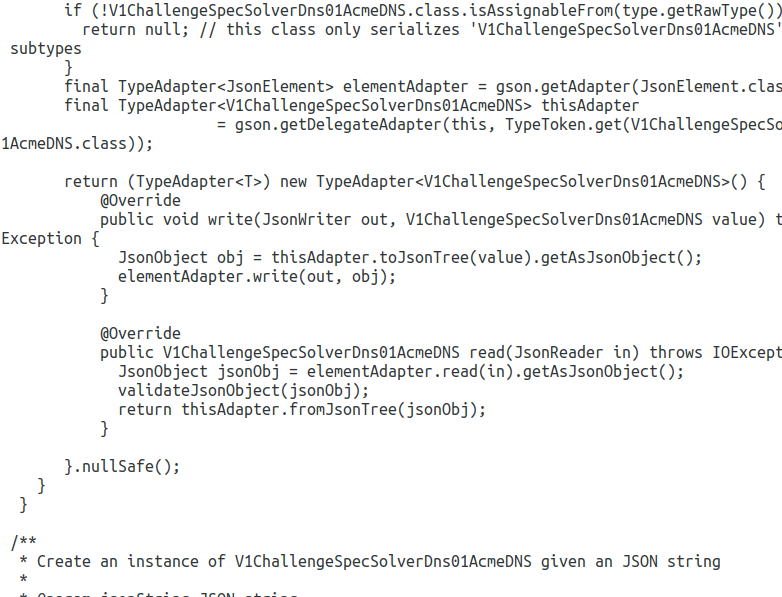 if (!V1ChallengeSpecSolverDns01AcmeDNS.class.isAssignableFrom(type.getRawType())
return null; // this class only serializes 'V1ChallengeSpecSolverDns01AcmeDNS'
subtypes
}
final TypeAdapter<JsonElement> elementAdapter = gson.getAdapter(JsonElement.clas
final TypeAdapter<V1ChallengeSpecSolverDns01AcmeDNS> thisAdapter
= gson.getDelegateAdapter(this, TypeToken.get(V1ChallengeSpecSo
1AcmeDNS.class));
return (TypeAdapter<T>) new TypeAdapter<V1ChallengeSpecSolverDns01AcmeDNS>() {
@Override
public void write(JsonWriter out, V1ChallengeSpecSolverDns01AcmeDNS value) t
Exception {
JsonObject obj = thisAdapter.toJsonTree(value).getAsJsonObject();
elementAdapter.write(out, obj);
}
@Override
public V1ChallengeSpecSolverDns01AcmeDNS read(JsonReader in) throws IOExcept
JsonObject jsonObj = elementAdapter.read(in).getAsJsonObject();
validateJsonObject(jsonObj);
return thisAdapter.fromJsonTree(jsonObj);
}
}.nullSafe();
}
}
/**
* Create an instance of V1ChallengeSpecSolverDns01AcmeDNS given an JSON string
*
* @param jsonString JSON string